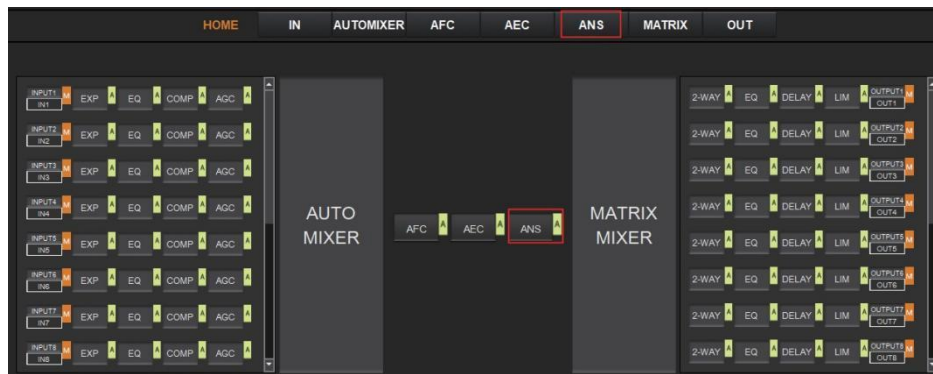 HOME IN AUTOMIXER AFC AEC ANS MATRIX OUT
INPUT1 M EXP A EQ A COMP A AGC A
IN1
INPUT2 M EXP A EQ A COMP A AGC A
IN2
INPUT3 M EXP A EQ A COMP A AGC A
IN3
INPUT4 M EXP A EQ A COMP A AGC A
IN4
INPUT5 M EXP A EQ A COMP A AGC A
IN5
INPUT6 M EXP A EQ A COMP A AGC A
IN6
INPUT7 M EXP A EQ A COMP A AGC A
IN7
INPUT8 M EXP A EQ A COMP A AGC A
IN8
AUTO
MIXER
AFC A AEC A ANS A
MATRIX
MIXER
2-WAY A EQ A DELAY A LIM A OUTPUT1 M
OUT1
2-WAY A EQ A DELAY A LIM A OUTPUT2 M
OUT2
2-WAY A EQ A DELAY A LIM A OUTPUT3 M
OUT3
2-WAY A EQ A DELAY A LIM A OUTPUT4 M
OUT4
2-WAY A EQ A DELAY A LIM A OUTPUT5 M
OUT5
2-WAY A EQ A DELAY A LIM A OUTPUT6 M
OUT6
2-WAY A EQ A DELAY A LIM A OUTPUT7 M
OUT7
2-WAY A EQ A DELAY A LIM A OUTPUT8 M
OUT8